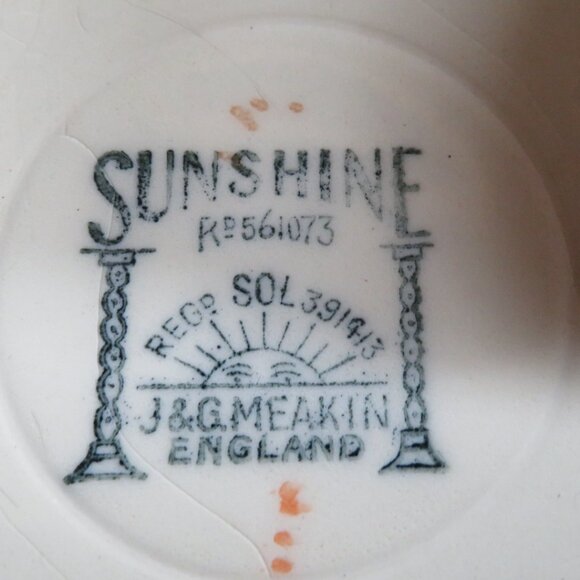 SUNSHINE
RD 561073
REGD SOL 391413
J&G.MEAKIN
ENGLAND